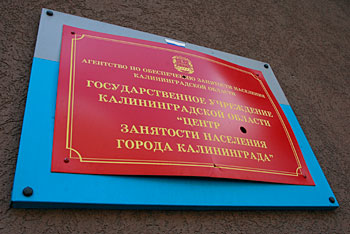 АГЕНТСТВО ПО ОБЕСПЕЧЕНИЮ ЗАНЯТОСТИ НАСЕЛЕНИЯ
КАЛИНИНГРАДСКОЙ ОБЛАСТИ
ГОСУДАРСТВЕННОЕ УЧРЕЖДЕНИЕ
КАЛИНИНГРАДСКОЙ ОБЛАСТИ
"ЦЕНТР
ЗАНЯТОСТИ НАСЕЛЕНИЯ
ГОРОДА КАЛИНИНГРАДА"